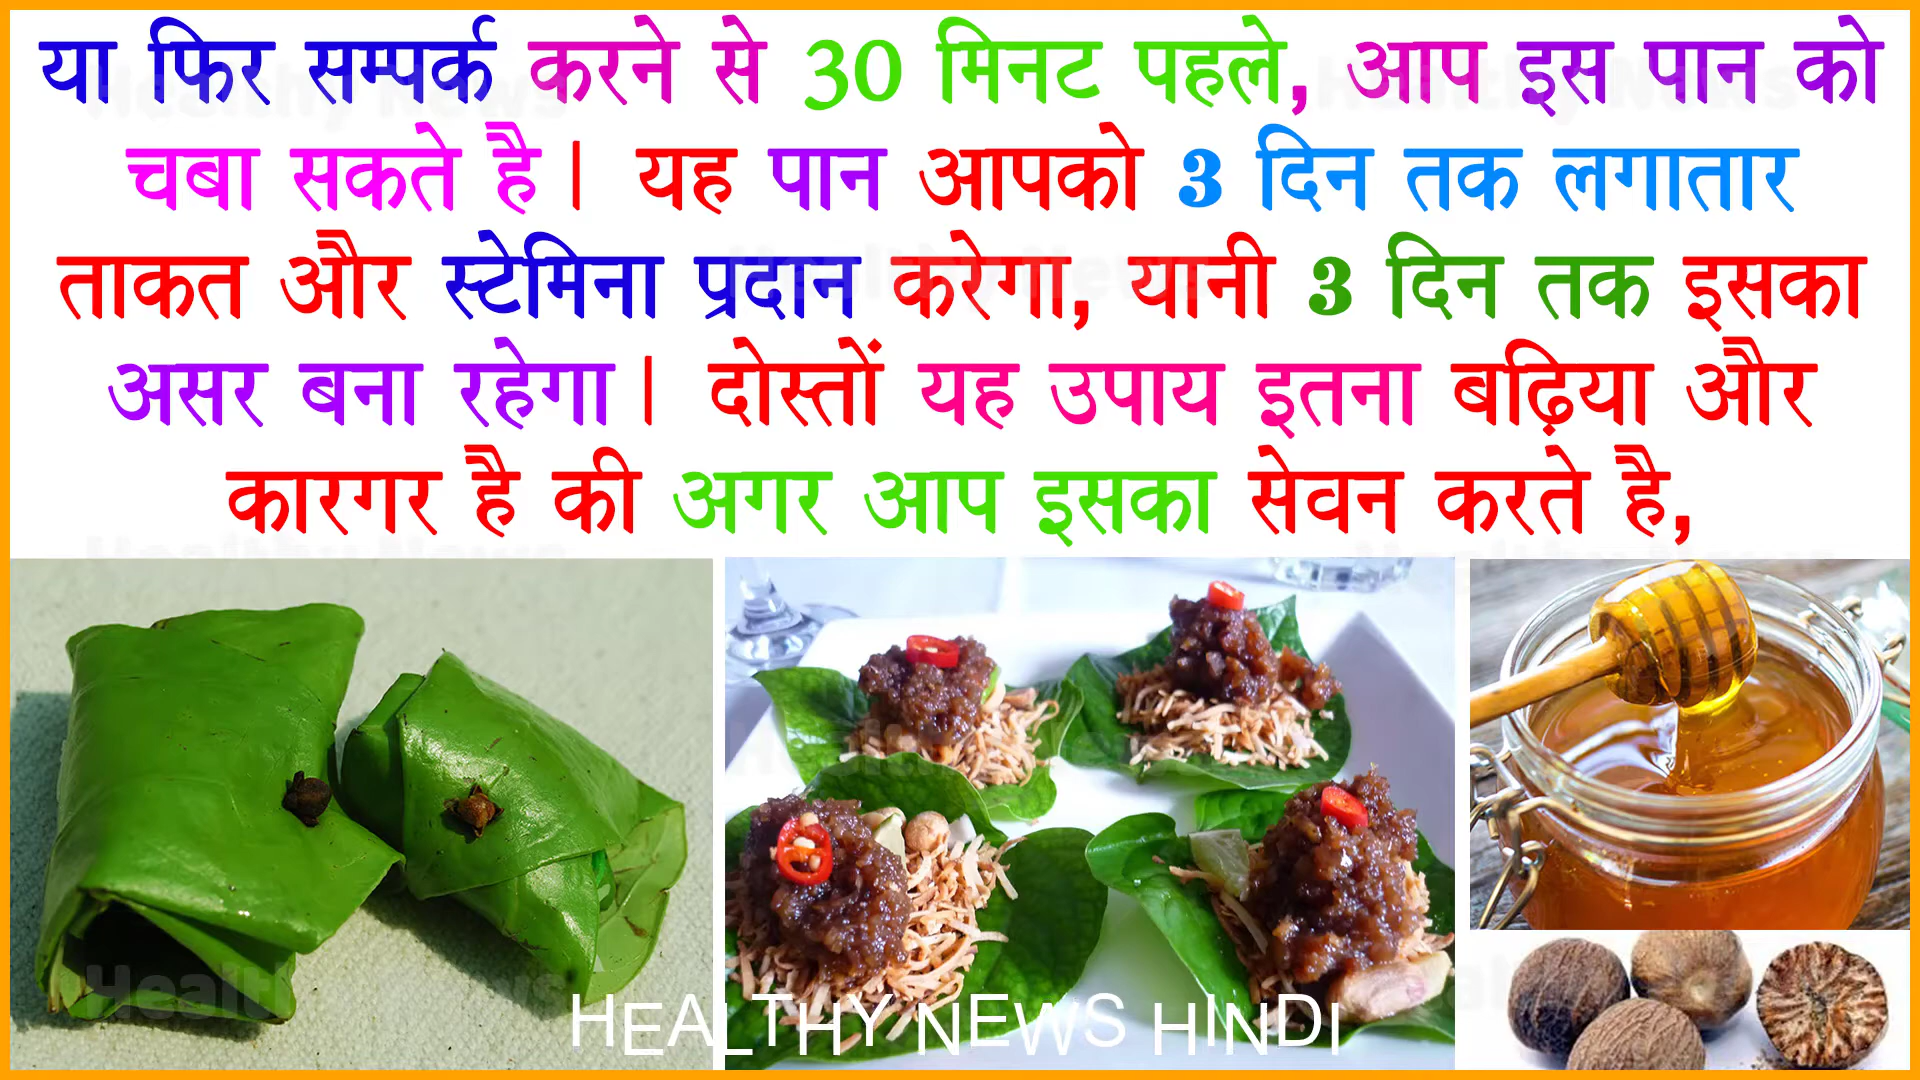 या फिर सम्पर्क करने से 30 मिनट पहले, आप इस पान को
चबा सकते है| यह पान आपको 3 दिन तक लगातार
ताकत और स्टेमिना प्रदान करेगा, यानी 3 दिन तक इसका
असर बना रहेगा| दोस्तों यह उपाय इतना बढ़िया और
कारगर है की अगर आप इसका सेवन करते है,
HEALTHY NEWS HINDI